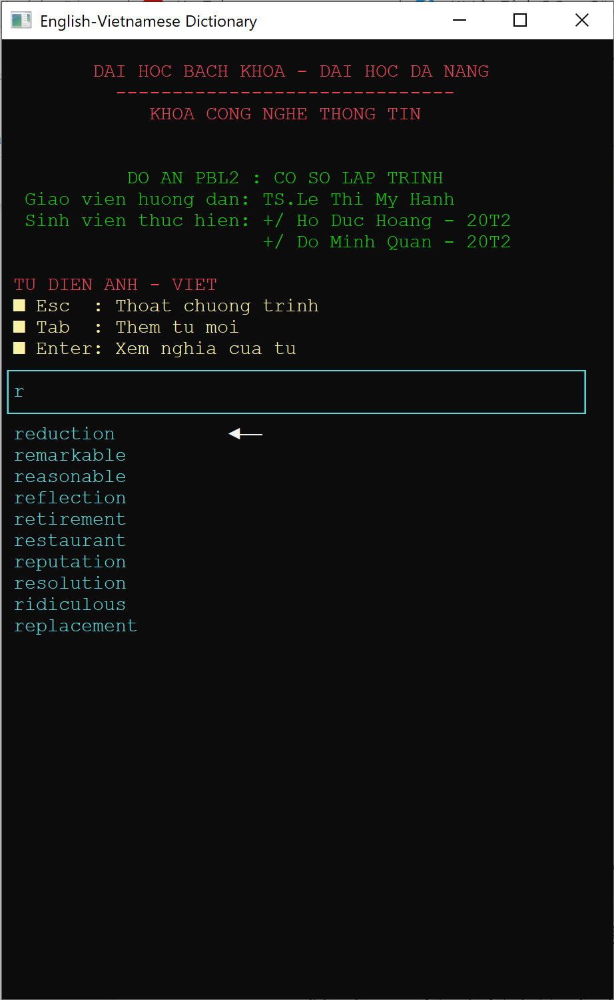 English-Vietnamese Dictionary
DAI HOC BACH KHOA - DAI HOC DA NANG
------------------------------
KHOA CONG NGHE THONG TIN
DO AN PBL2 : CO SO LAP TRINH
Giao vien huong dan: TS.Le Thi My Hanh
Sinh vien thuc hien: +/ Ho Duc Hoang - 20T2
+/ Do Minh Quan - 20T2
TU DIEN ANH - VIET
■ Esc  : Thoat chuong trinh
■ Tab  : Them tu moi
■ Enter: Xem nghia cua tu
r
reduction
remarkable
reasonable
reflection
retirement
restaurant
reputation
resolution
ridiculous
replacement